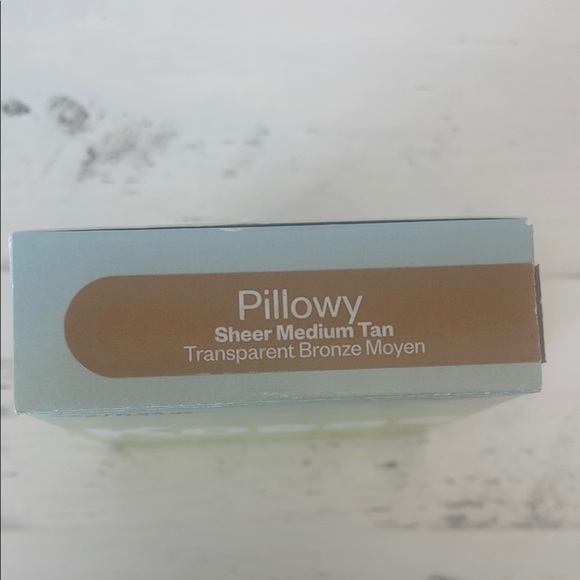 Pillowy
Sheer Medium Tan
Transparent Bronze Moyen